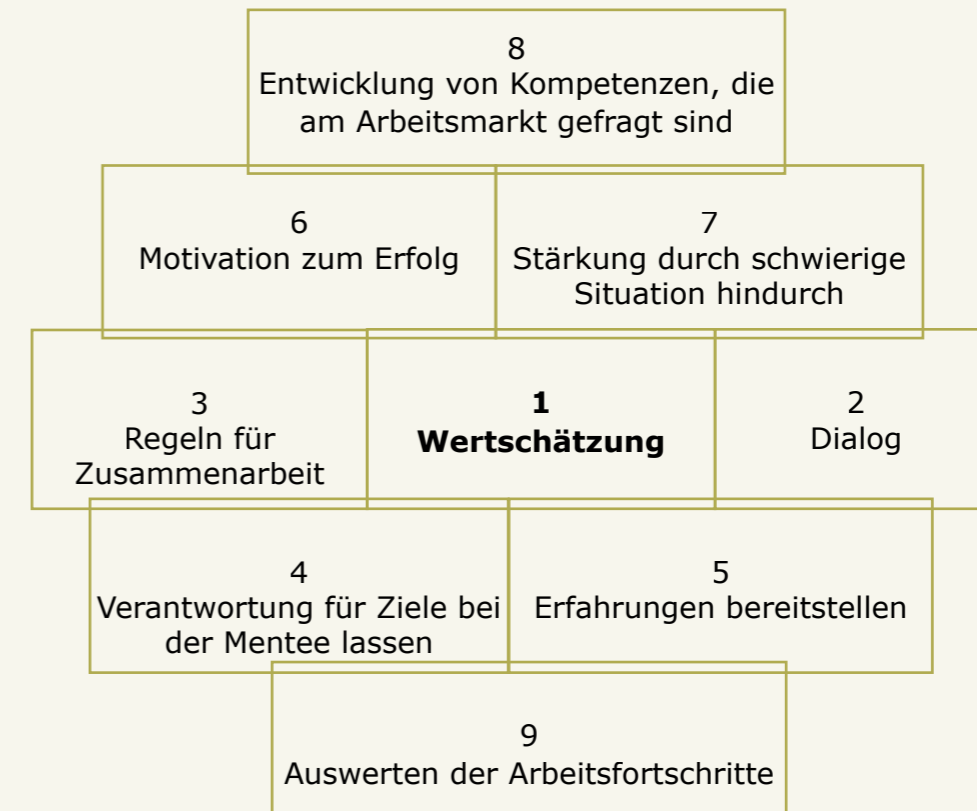 8
Entwicklung von Kompetenzen, die
am Arbeitsmarkt gefragt sind
6
Motivation zum Erfolg
7
Stärkung durch schwierige
Situation hindurch
3
Regeln für
Zusammenarbeit
1
Wertschätzung
2
Dialog
4
Verantwortung für Ziele bei
der Mentee lassen
5
Erfahrungen bereitstellen
9
Auswerten der Arbeitsfortschritte